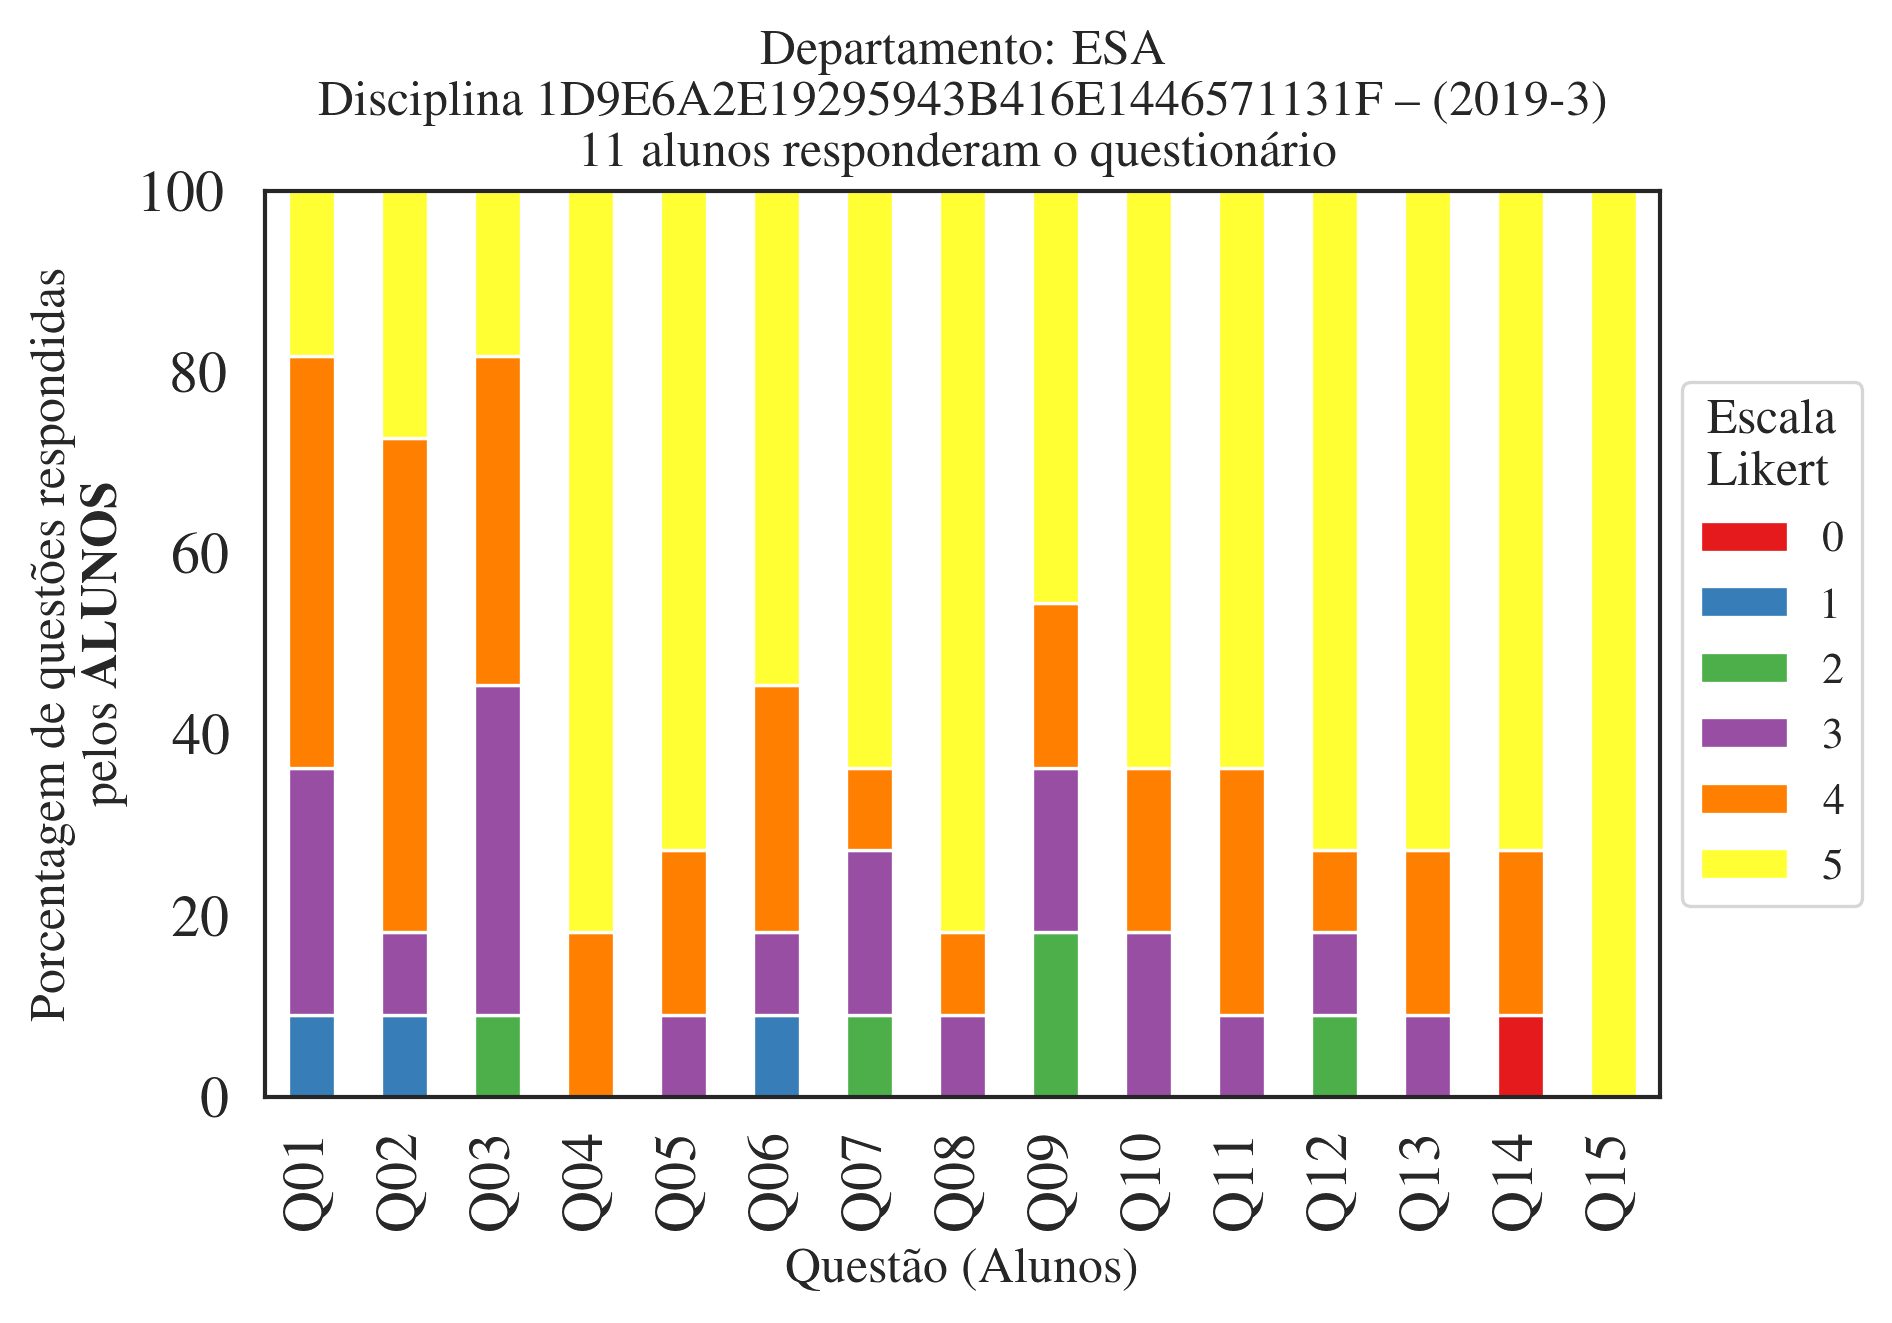 Departamento: ESA
Disciplina 1D9E6A2E19295943B416E1446571131F – (2019-3)
11 alunos responderam o questionário
Porcentagem de questões respondidas
pelos ALUNOS
100
80
60
40
20
0
Q01
Q02
Q03
Q04
Q05
Q06
Q07
Q08
Q09
Q10
Q11
Q12
Q13
Q14
Q15
Questão (Alunos)
Escala
Likert
0
1
2
3
4
5